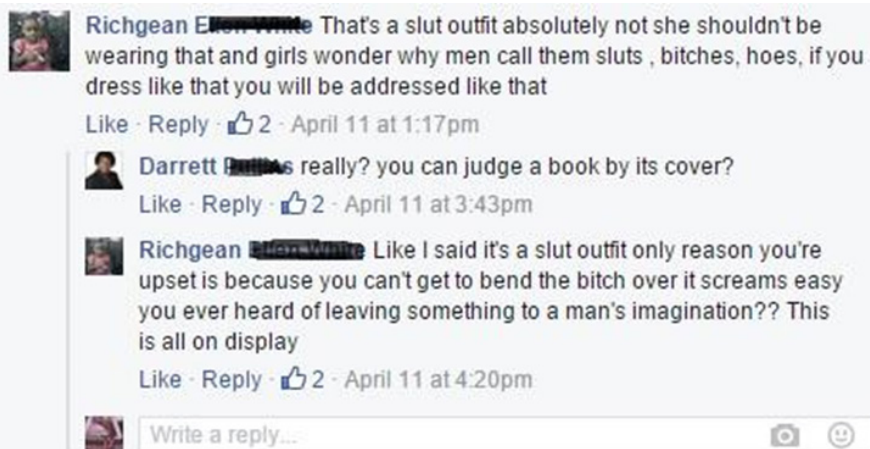 Richgean That's a slut outfit absolutely not she shouldn't be
wearing that and girls wonder why men call them sluts , bitches, hoes, if you
dress like that you will be addressed like that
Like · Reply · 2 · April 11 at 1:17pm
Darrett really? you can judge a book by its cover?
Like · Reply · 2 · April 11 at 3:43pm
Richgean Like I said it's a slut outfit only reason you're
upset is because you can't get to bend the bitch over it screams easy
you ever heard of leaving something to a man's imagination?? This
is all on display
Like · Reply · 2 · April 11 at 4:20pm
Write a reply...